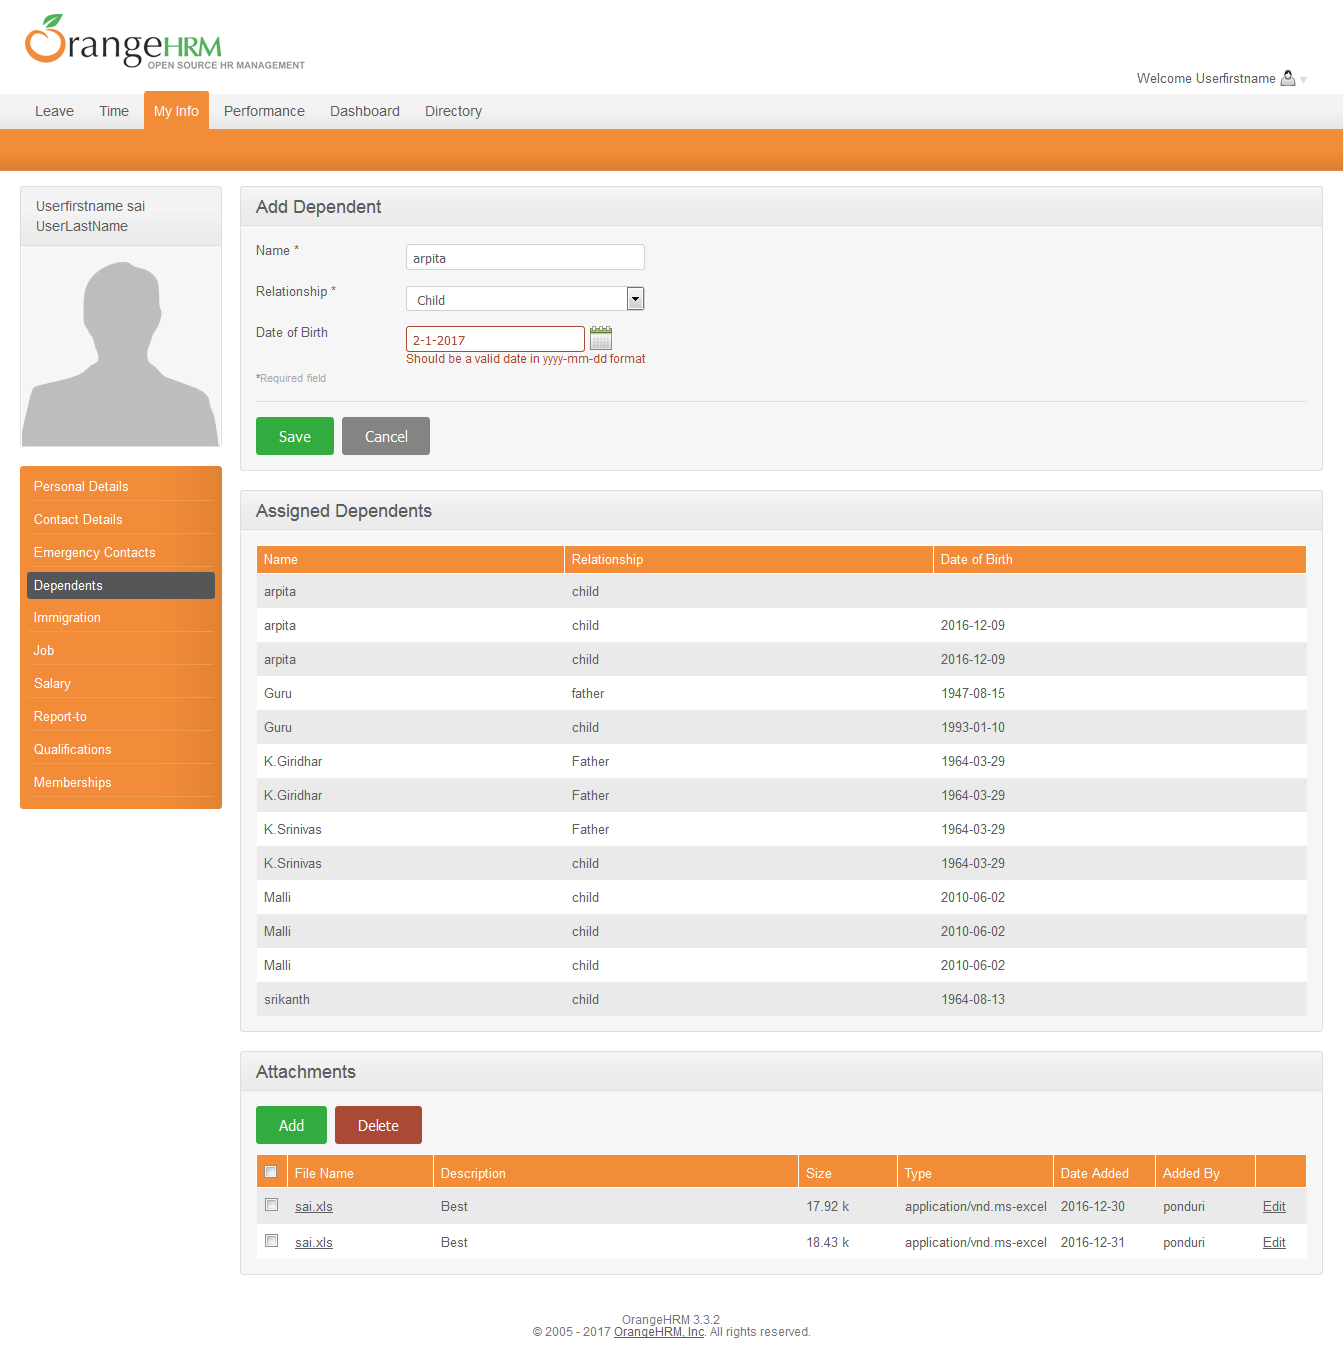 OrangeHRM
OPEN SOURCE HR MANAGEMENT
Welcome Userfirstname
Leave Time My Info Performance Dashboard Directory
Userfirstname sai
UserLastName
Add Dependent
Name * arpita
Relationship * Child
Date of Birth 2-1-2017
Should be a valid date in yyyy-mm-dd format
*Required field
Save Cancel
Personal Details
Contact Details
Emergency Contacts
Dependents
Immigration
Job
Salary
Report-to
Qualifications
Memberships
Assigned Dependents
Name Relationship Date of Birth
arpita child
arpita child 2016-12-09
arpita child 2016-12-09
Guru father 1947-08-15
Guru child 1993-01-10
K.Giridhar Father 1964-03-29
K.Giridhar Father 1964-03-29
K.Srinivas Father 1964-03-29
K.Srinivas child 1964-03-29
Malli child 2010-06-02
Malli child 2010-06-02
Malli child 2010-06-02
srikanth child 1964-08-13
Attachments
Add Delete
File Name Description Size Type Date Added Added By
sai.xls Best 17.92 k application/vnd.ms-excel 2016-12-30 ponduri Edit
sai.xls Best 18.43 k application/vnd.ms-excel 2016-12-31 ponduri Edit
OrangeHRM 3.3.2
© 2005 - 2017 OrangeHRM, Inc. All rights reserved.